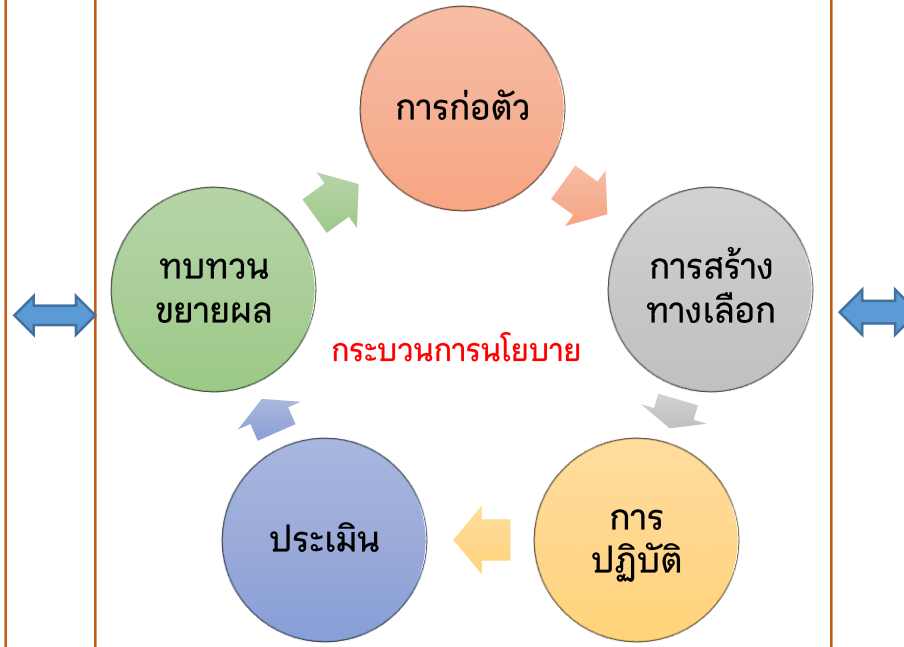 การก่อตัว
การสร้าง
ทางเลือก
การ
ปฏิบัติ
ประเมิน
ทบทวน
ขยายผล
กระบวนการนโยบาย